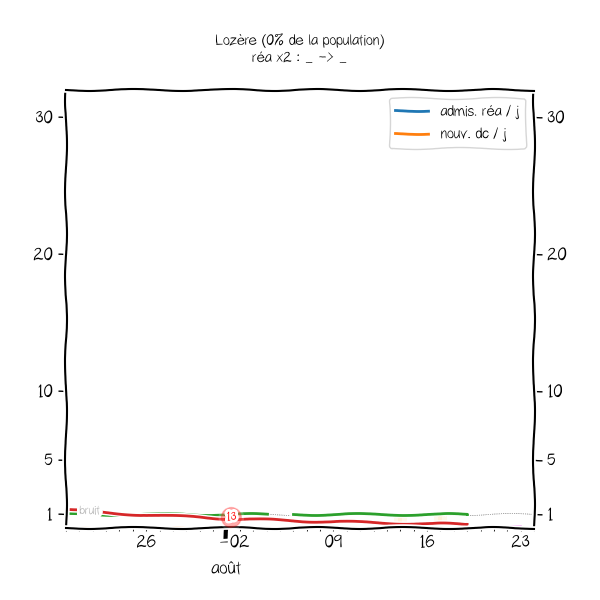 Lozère (0% de la population)
réa x2 : _ -> _
admis. réa / j
nouv. dc / j
30
30
20
20
10
10
5
5
1
bruit
13
1
26
02
09
16
23
août